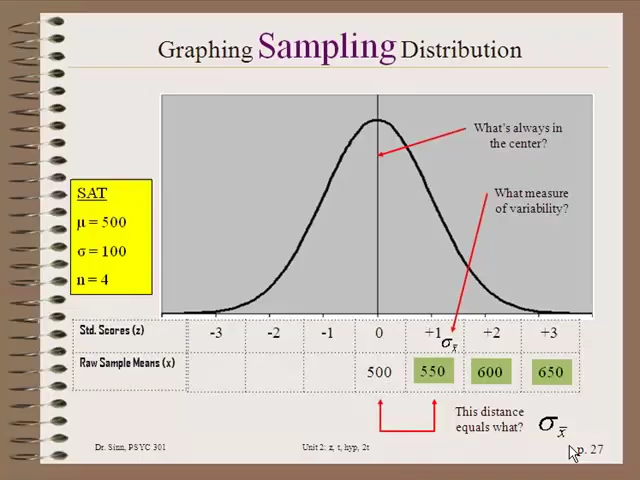 Graphing Sampling Distribution
What's always in
the center?
What measure
of variability?
SAT
μ = 500
σ = 100
n = 4
Std. Scores (z) -3 -2 -1 0 +1 +2 +3
σx̄
Raw Sample Means (x) 500 550 600 650
This distance
equals what? σx̄
Dr. Sinn, PSYC 301 Unit 2: z, t, hyp, 2t p. 27